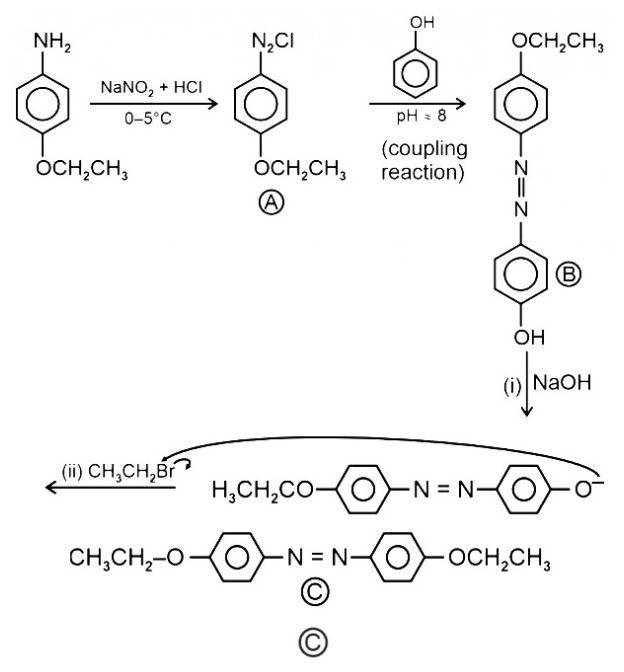 NH₂
OCH₂CH₃
NaNO₂ + HCl
0–5°C
N₂Cl
OCH₂CH₃
Ⓐ
OH
pH ≈ 8
(coupling
reaction)
OCH₂CH₃
N
N
Ⓑ
OH
(i) NaOH
(ii) CH₃CH₂Br
H₃CH₂CO N = N O⁻
CH₃CH₂–O N = N OCH₂CH₃
Ⓒ
Ⓒ